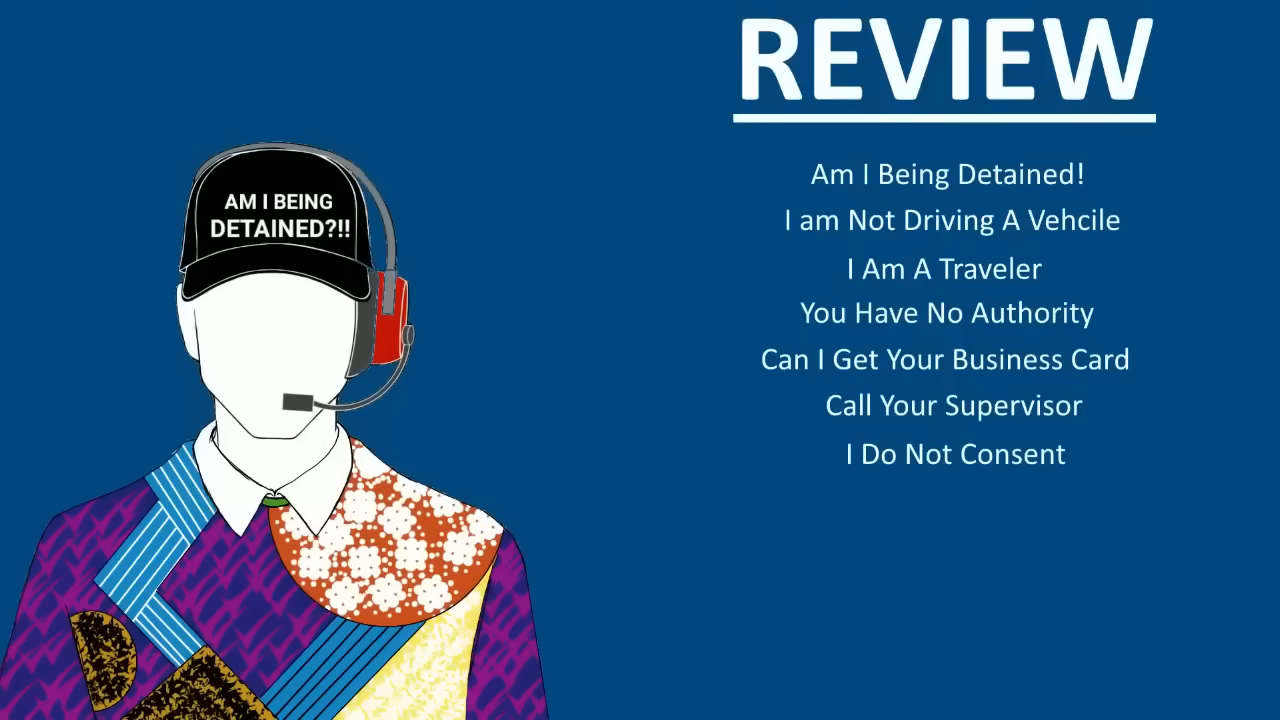 REVIEW
AM I BEING
DETAINED?!!
Am I Being Detained!
I am Not Driving A Vehcile
I Am A Traveler
You Have No Authority
Can I Get Your Business Card
Call Your Supervisor
I Do Not Consent